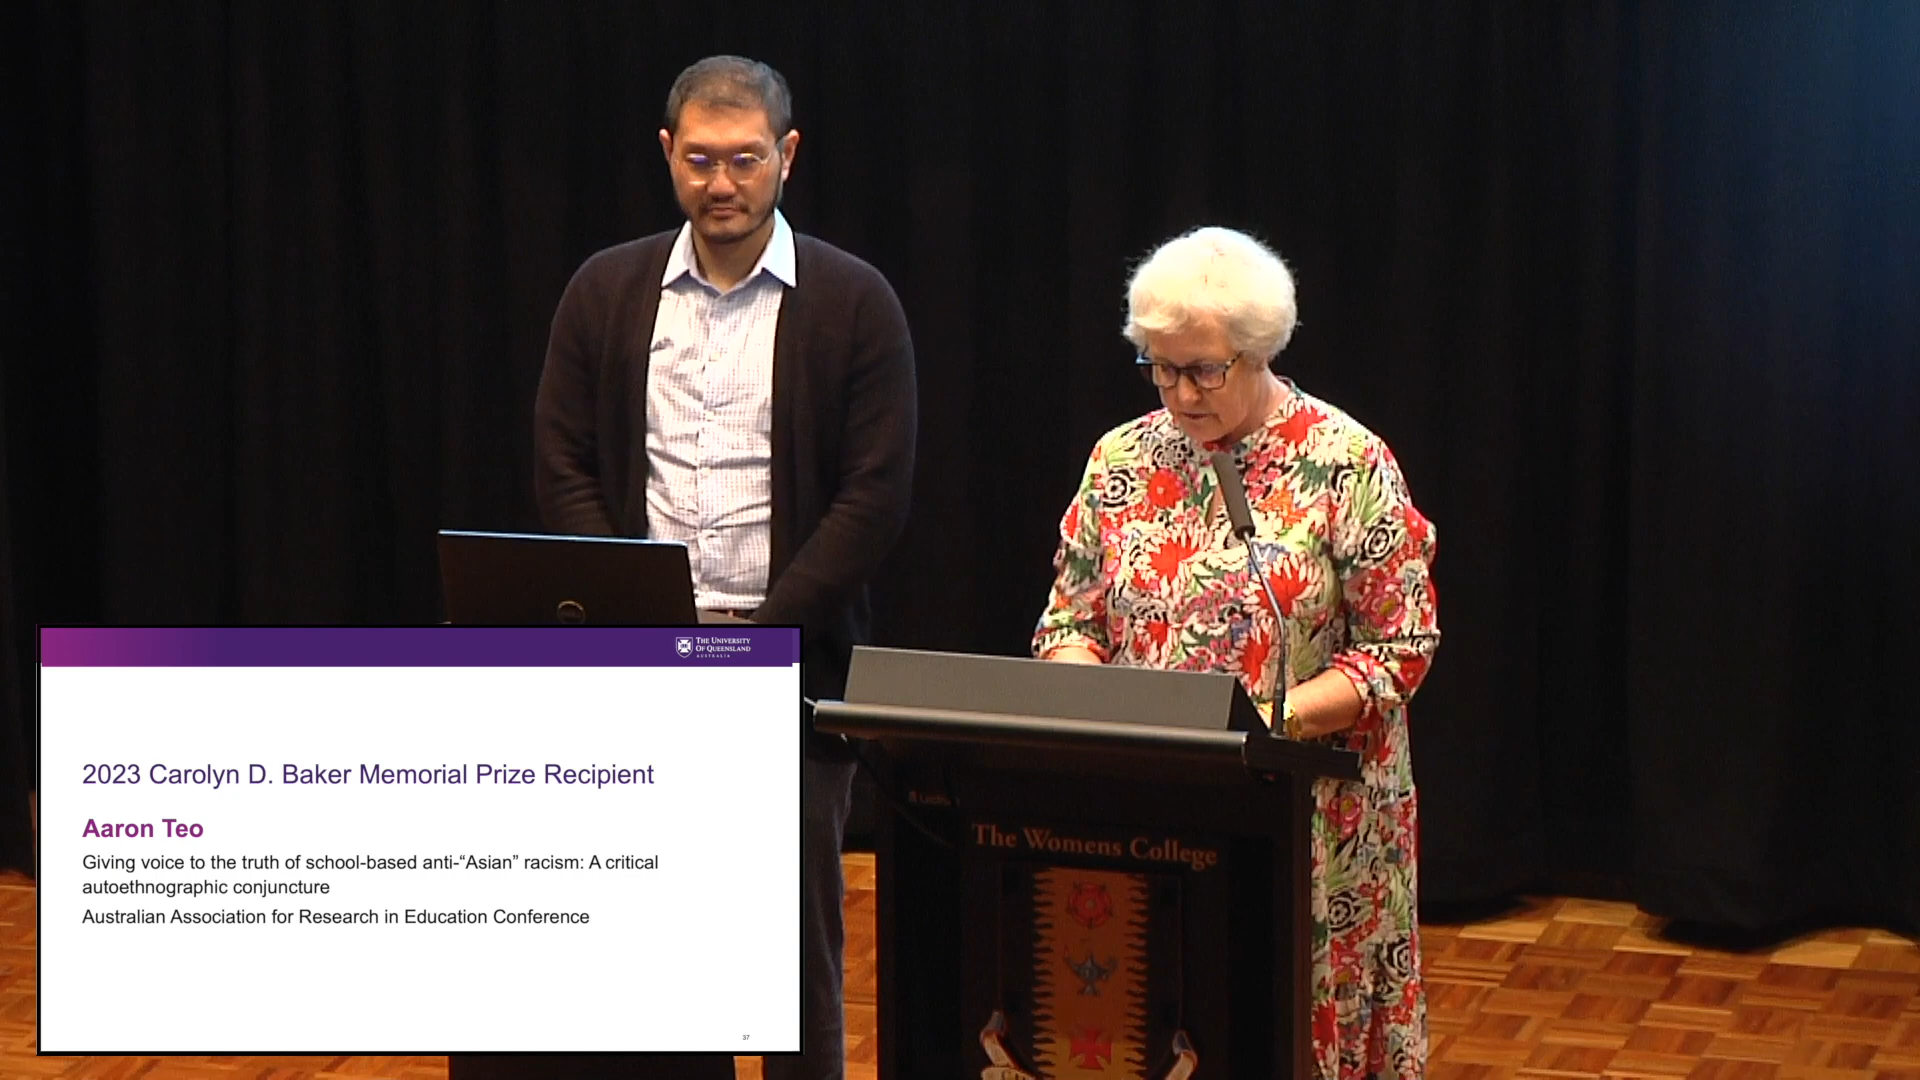 THE UNIVERSITY
OF QUEENSLAND
AUSTRALIA
2023 Carolyn D. Baker Memorial Prize Recipient
Aaron Teo
Giving voice to the truth of school-based anti-“Asian” racism: A critical
autoethnographic conjuncture
Australian Association for Research in Education Conference
37
The Womens College